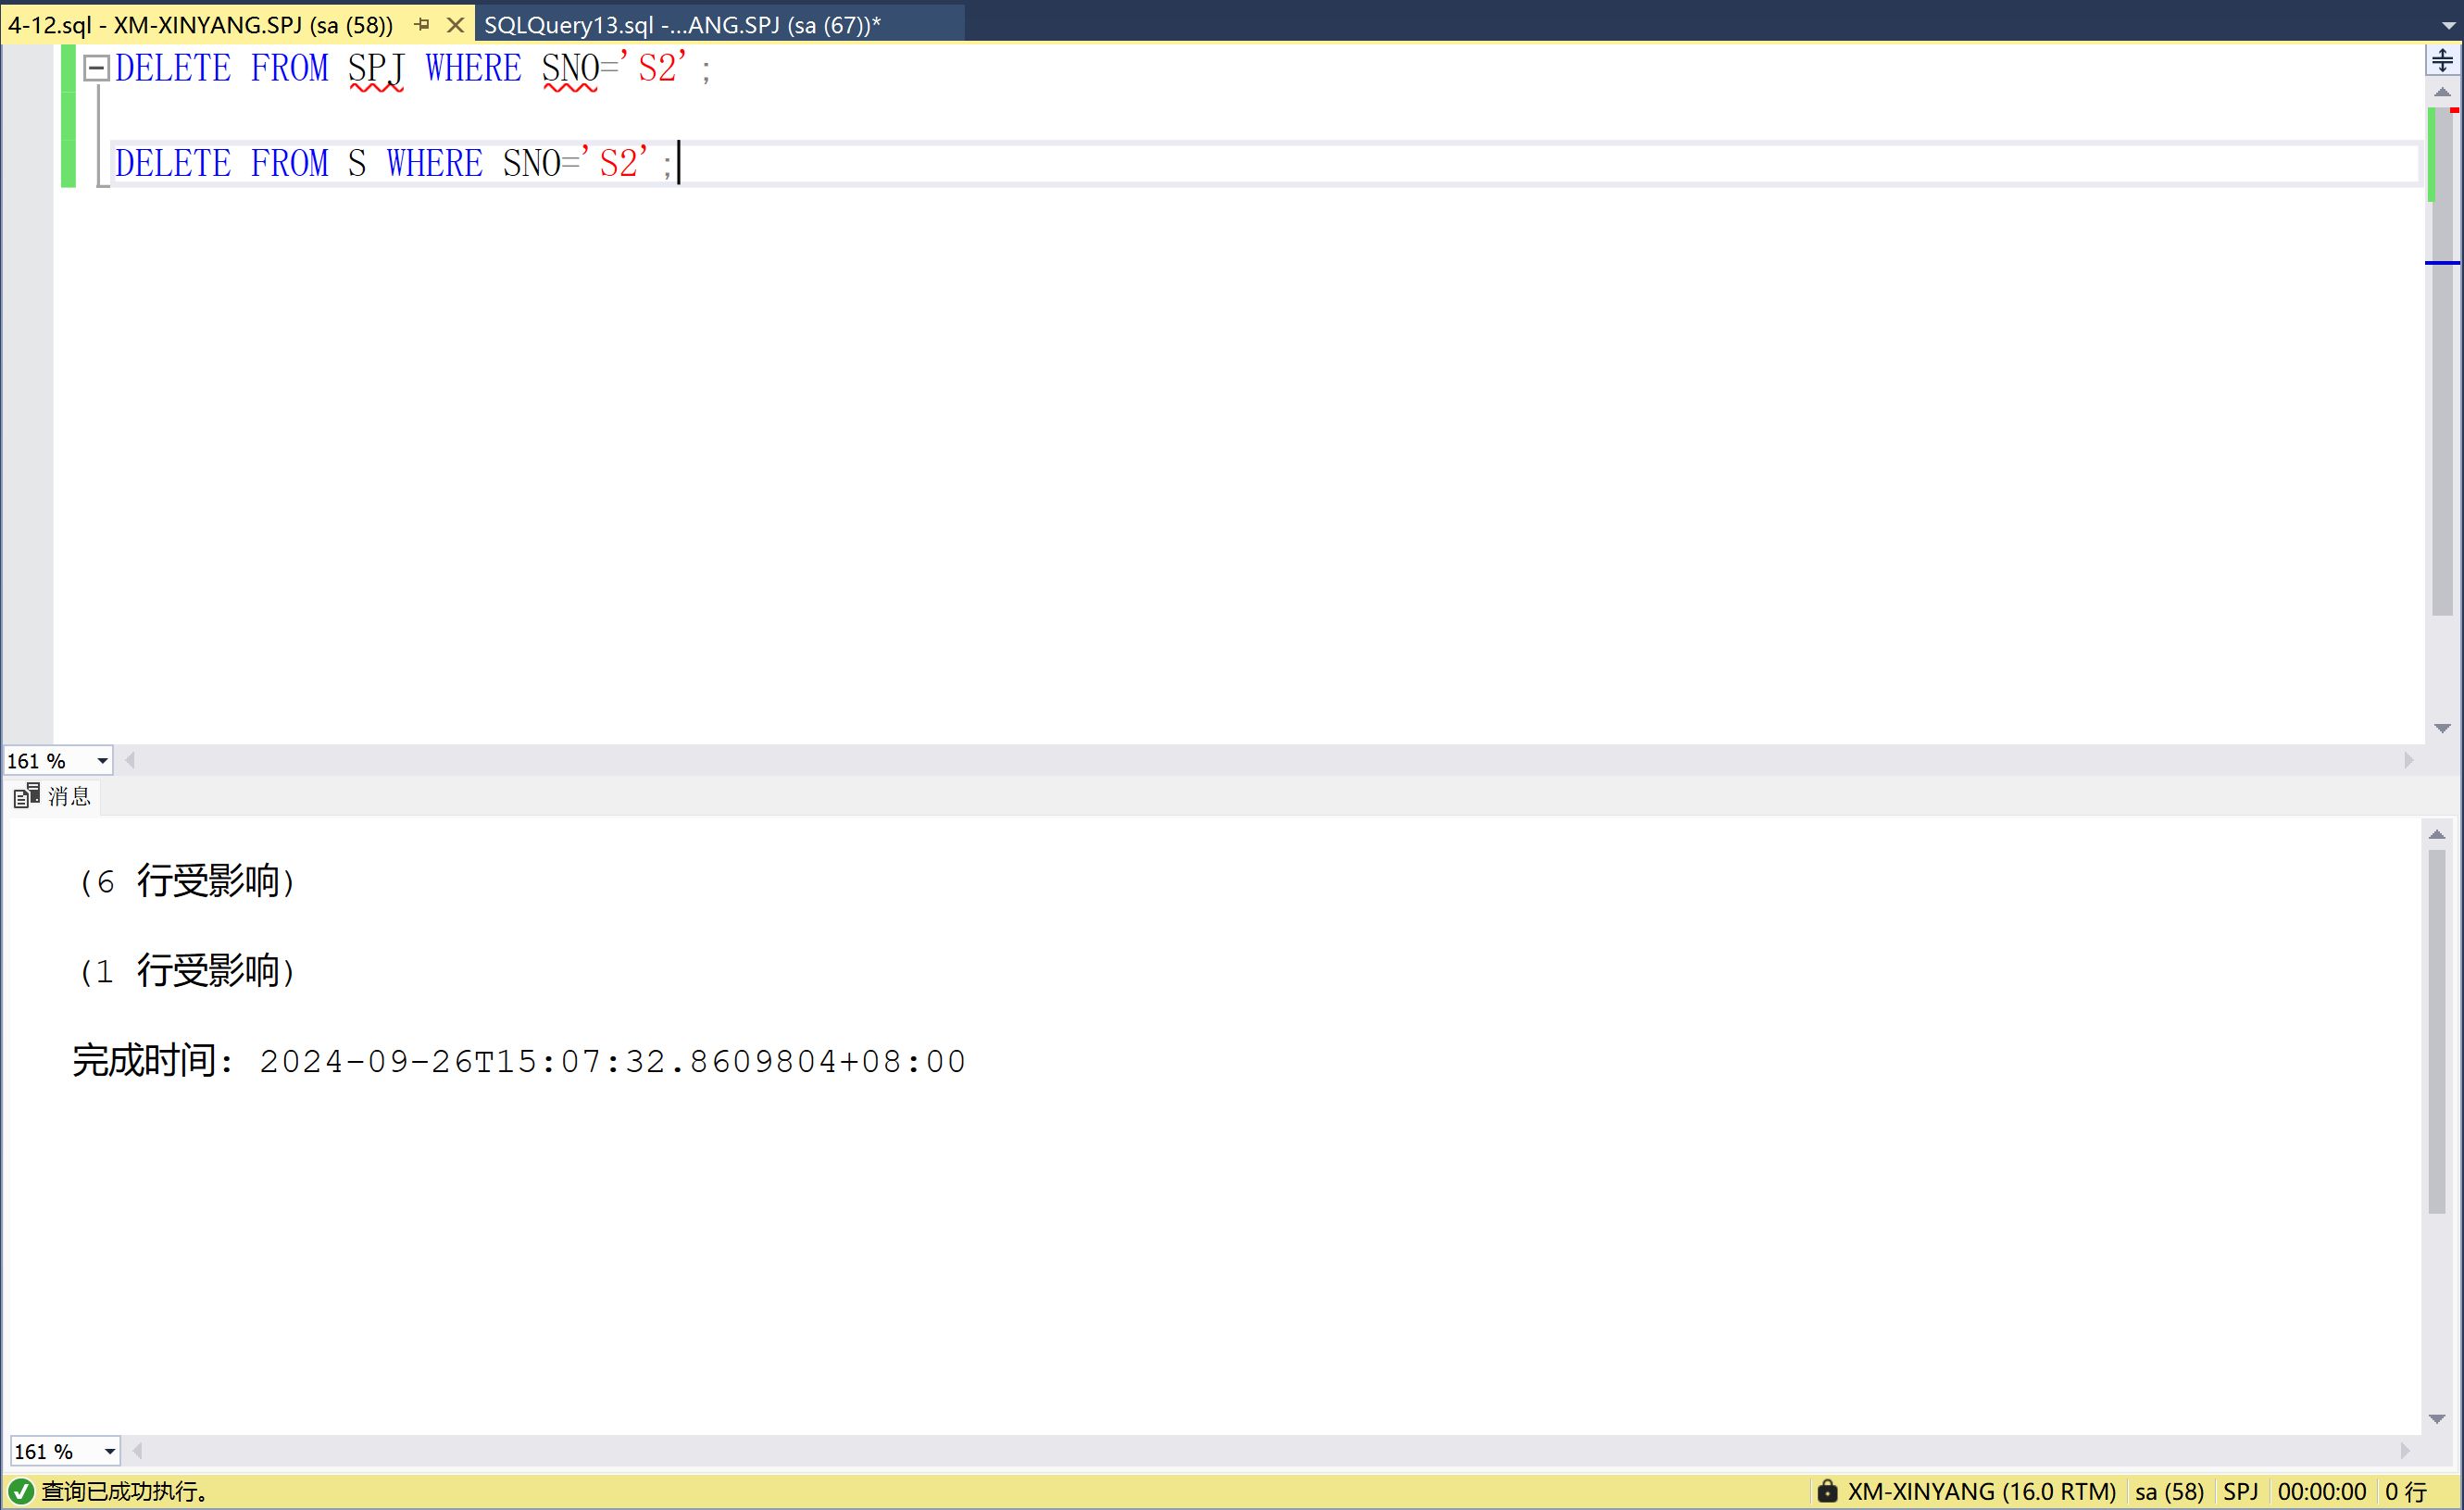 4-12.sql - XM-XINYANG.SPJ (sa (58))
SQLQuery13.sql -...ANG.SPJ (sa (67))*
DELETE FROM SPJ WHERE SNO='S2';
DELETE FROM S WHERE SNO='S2';
161 %
消息
(6 行受影响)
(1 行受影响)
完成时间: 2024-09-26T15:07:32.8609804+08:00
161 %
查询已成功执行。
XM-XINYANG (16.0 RTM)
sa (58)
SPJ
00:00:00
0 行